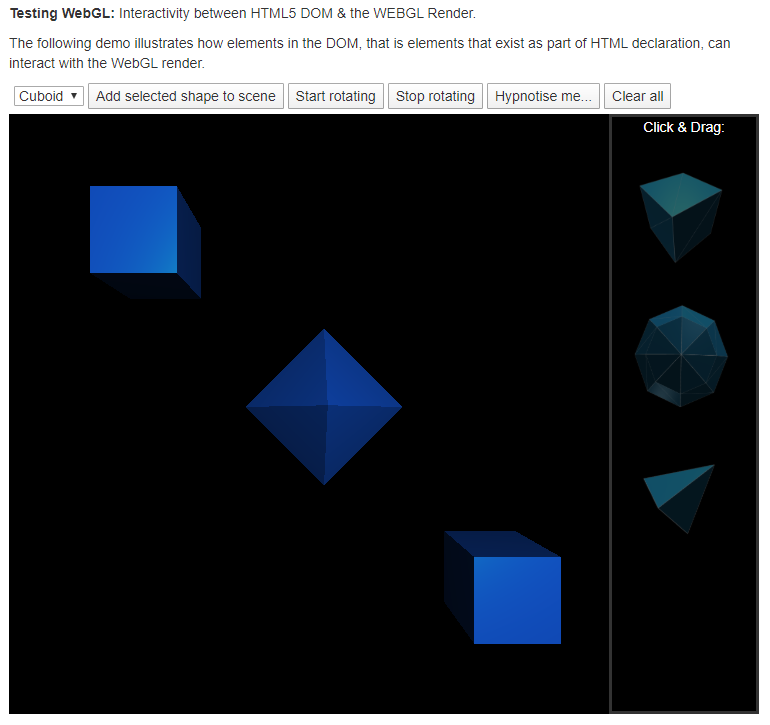 Testing WebGL: Interactivity between HTML5 DOM & the WEBGL Render.
The following demo illustrates how elements in the DOM, that is elements that exist as part of HTML declaration, can
interact with the WebGL render.
Cuboid ▼ Add selected shape to scene Start rotating Stop rotating Hypnotise me... Clear all
Click & Drag: